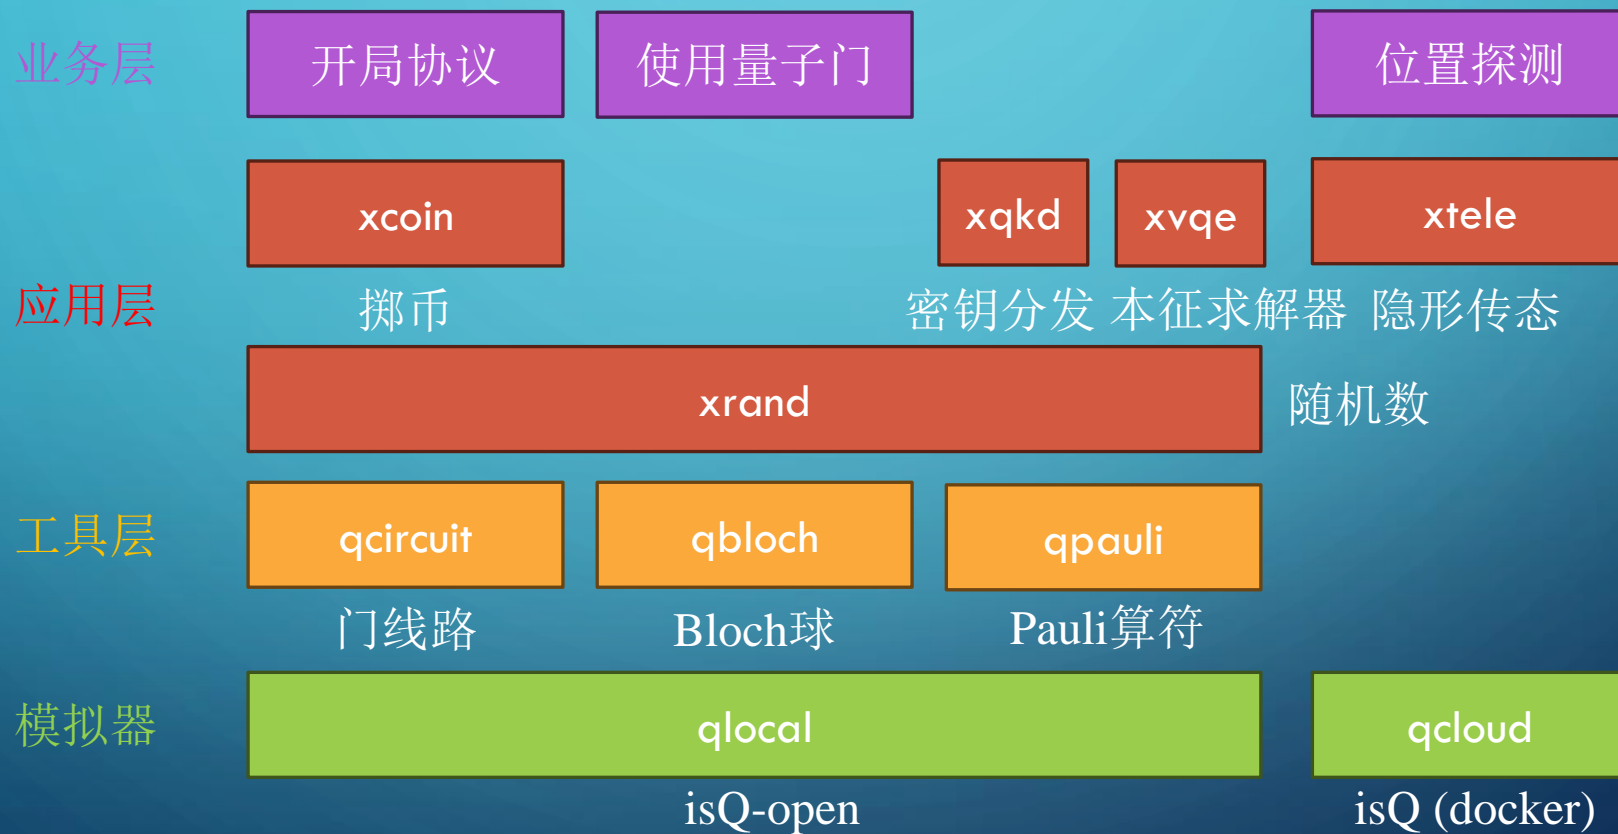 业务层 开局协议 使用量子门 位置探测
xcoin xqkd xvqe xtele
应用层 掷币 密钥分发 本征求解器 隐形传态
xrand 随机数
工具层 qcircuit qbloch qpauli
门线路 Bloch球 Pauli算符
模拟器 qlocal qcloud
isQ-open isQ (docker)